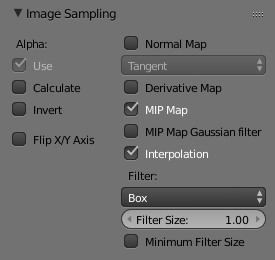 Image Sampling
Alpha:
Normal Map
Use
Tangent
Calculate
Derivative Map
Invert
MIP Map
MIP Map Gaussian filter
Flip X/Y Axis
Interpolation
Filter:
Box
Filter Size: 1.00
Minimum Filter Size